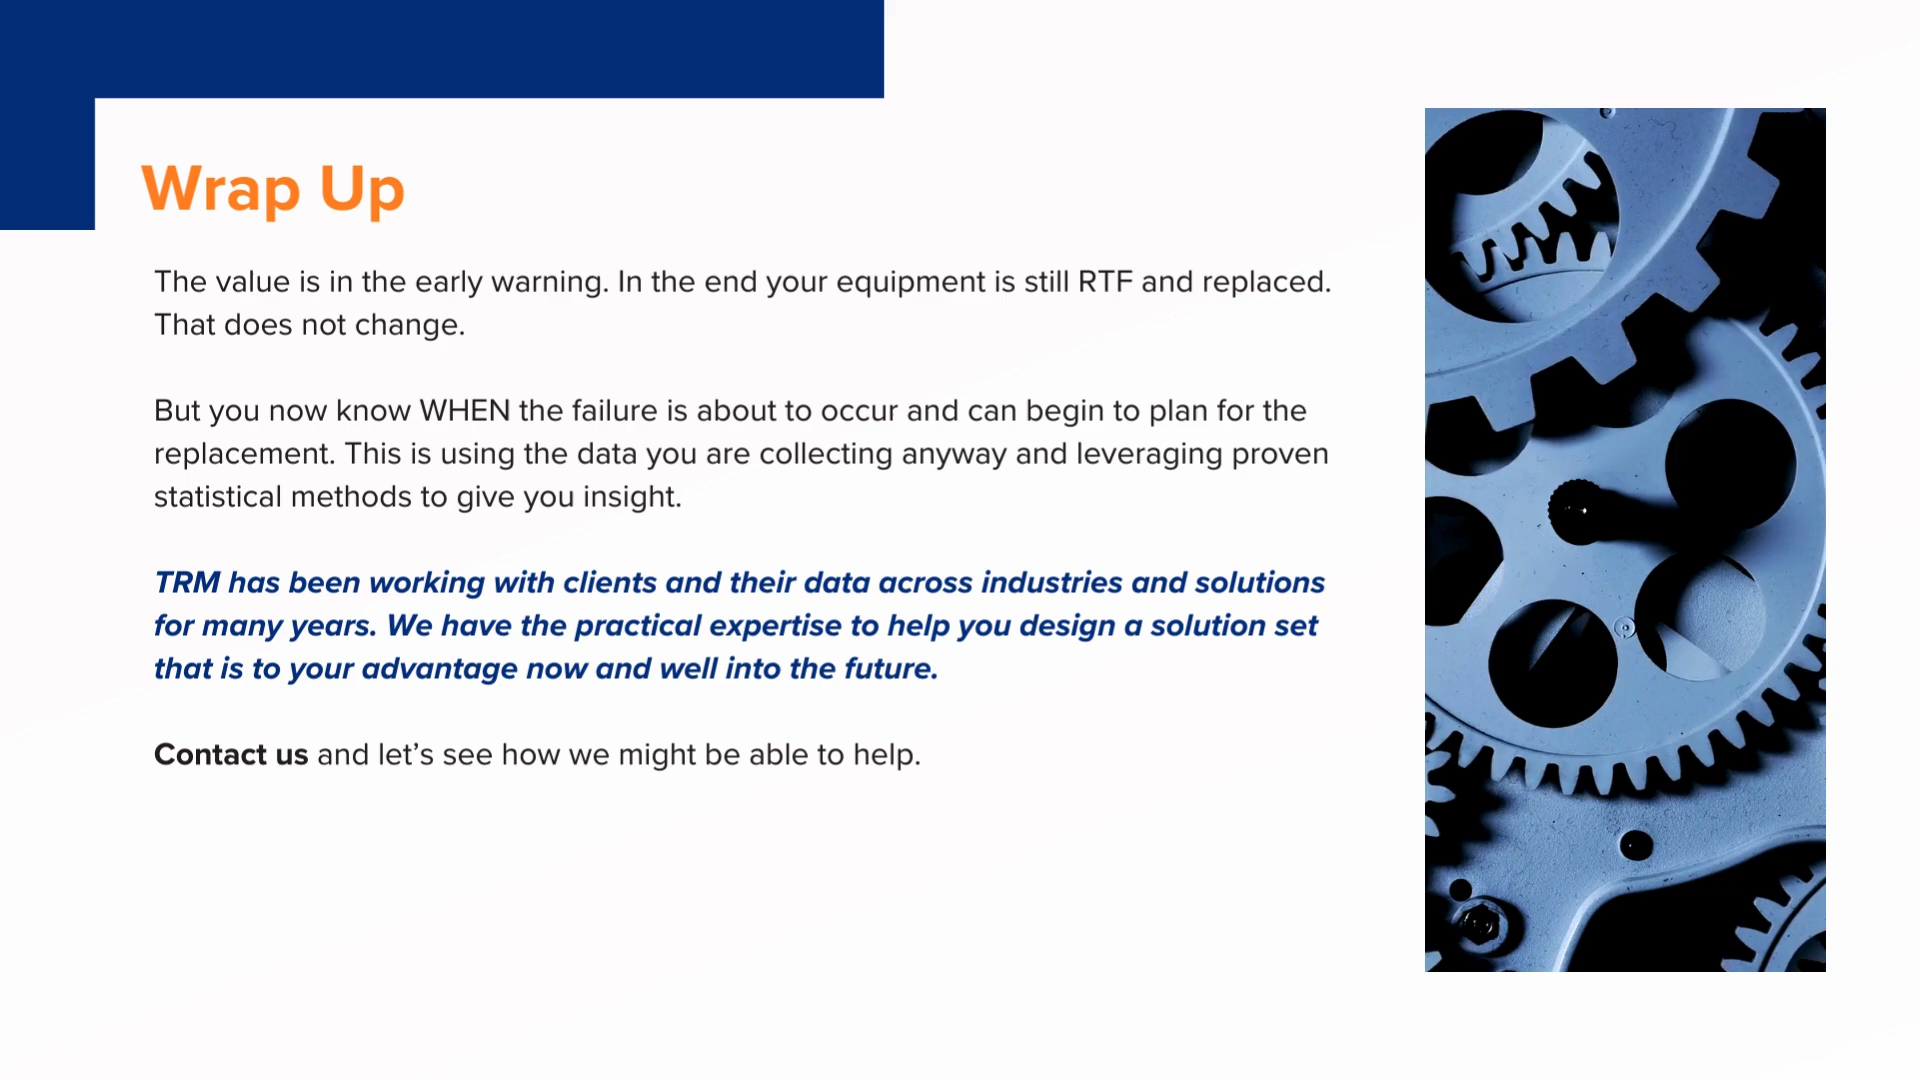 Wrap Up
The value is in the early warning. In the end your equipment is still RTF and replaced.
That does not change.
But you now know WHEN the failure is about to occur and can begin to plan for the
replacement. This is using the data you are collecting anyway and leveraging proven
statistical methods to give you insight.
TRM has been working with clients and their data across industries and solutions
for many years. We have the practical expertise to help you design a solution set
that is to your advantage now and well into the future.
Contact us and let’s see how we might be able to help.